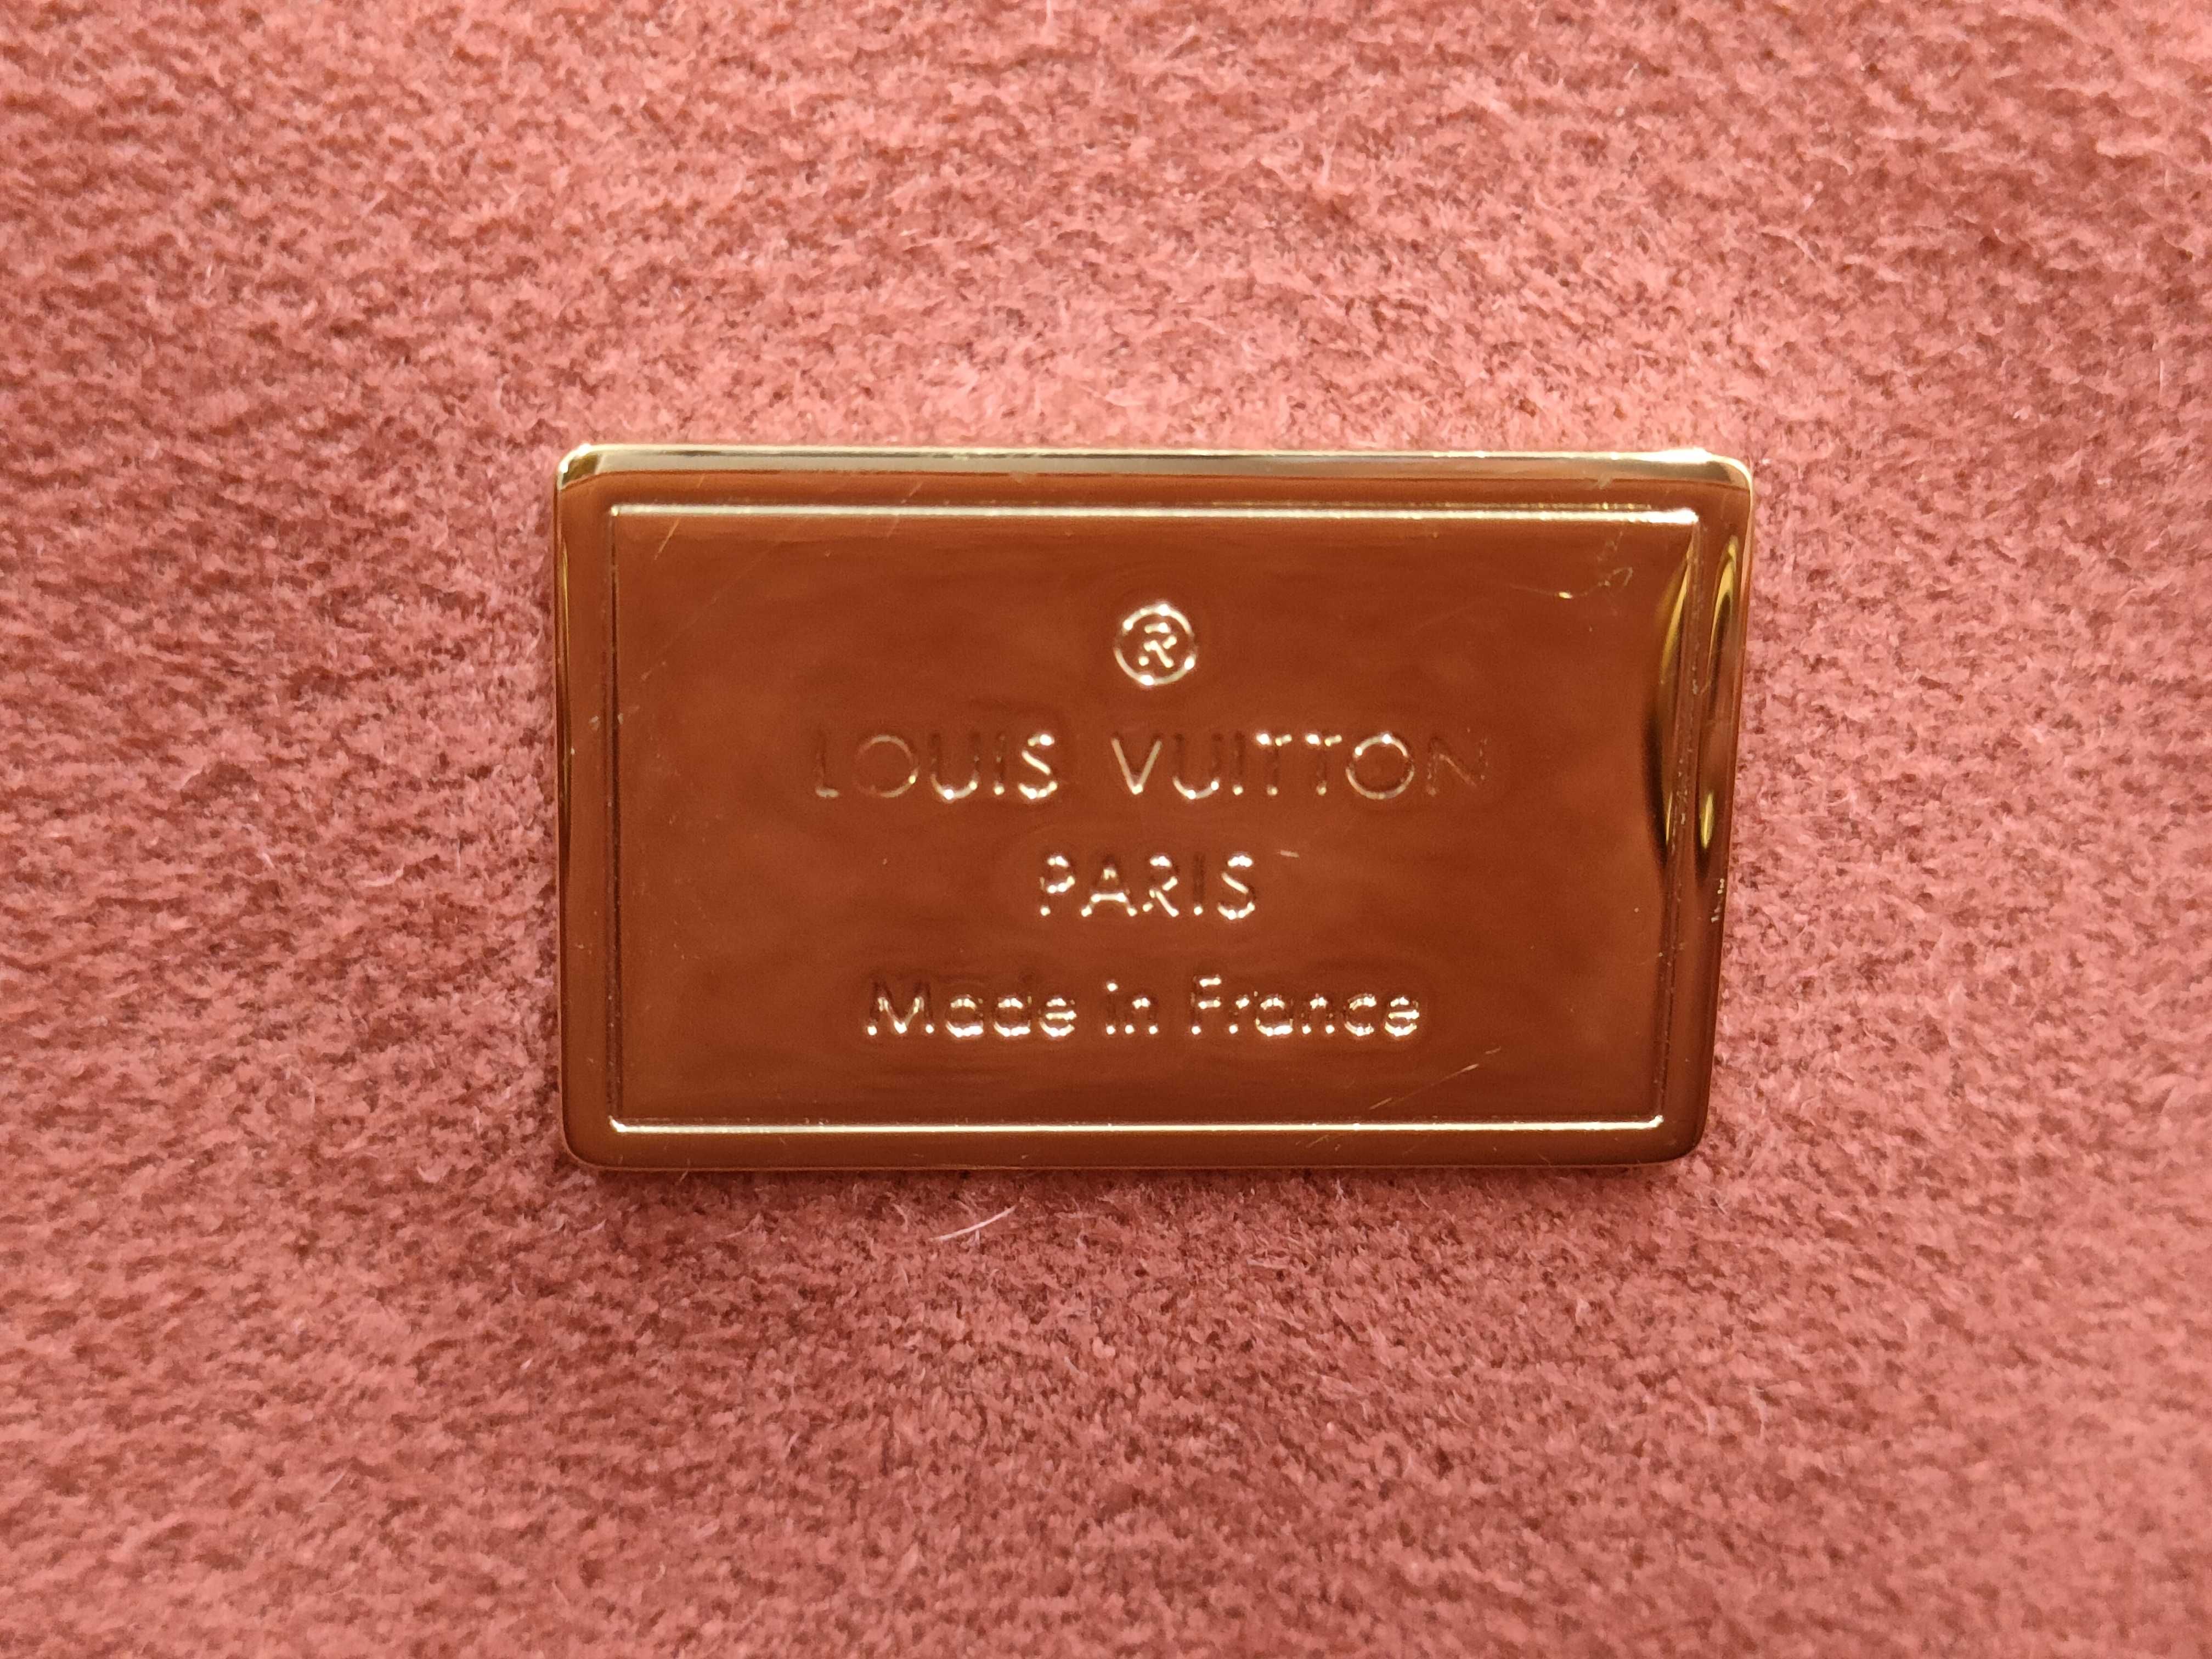 ®
LOUIS VUITTON
PARIS
Made in France